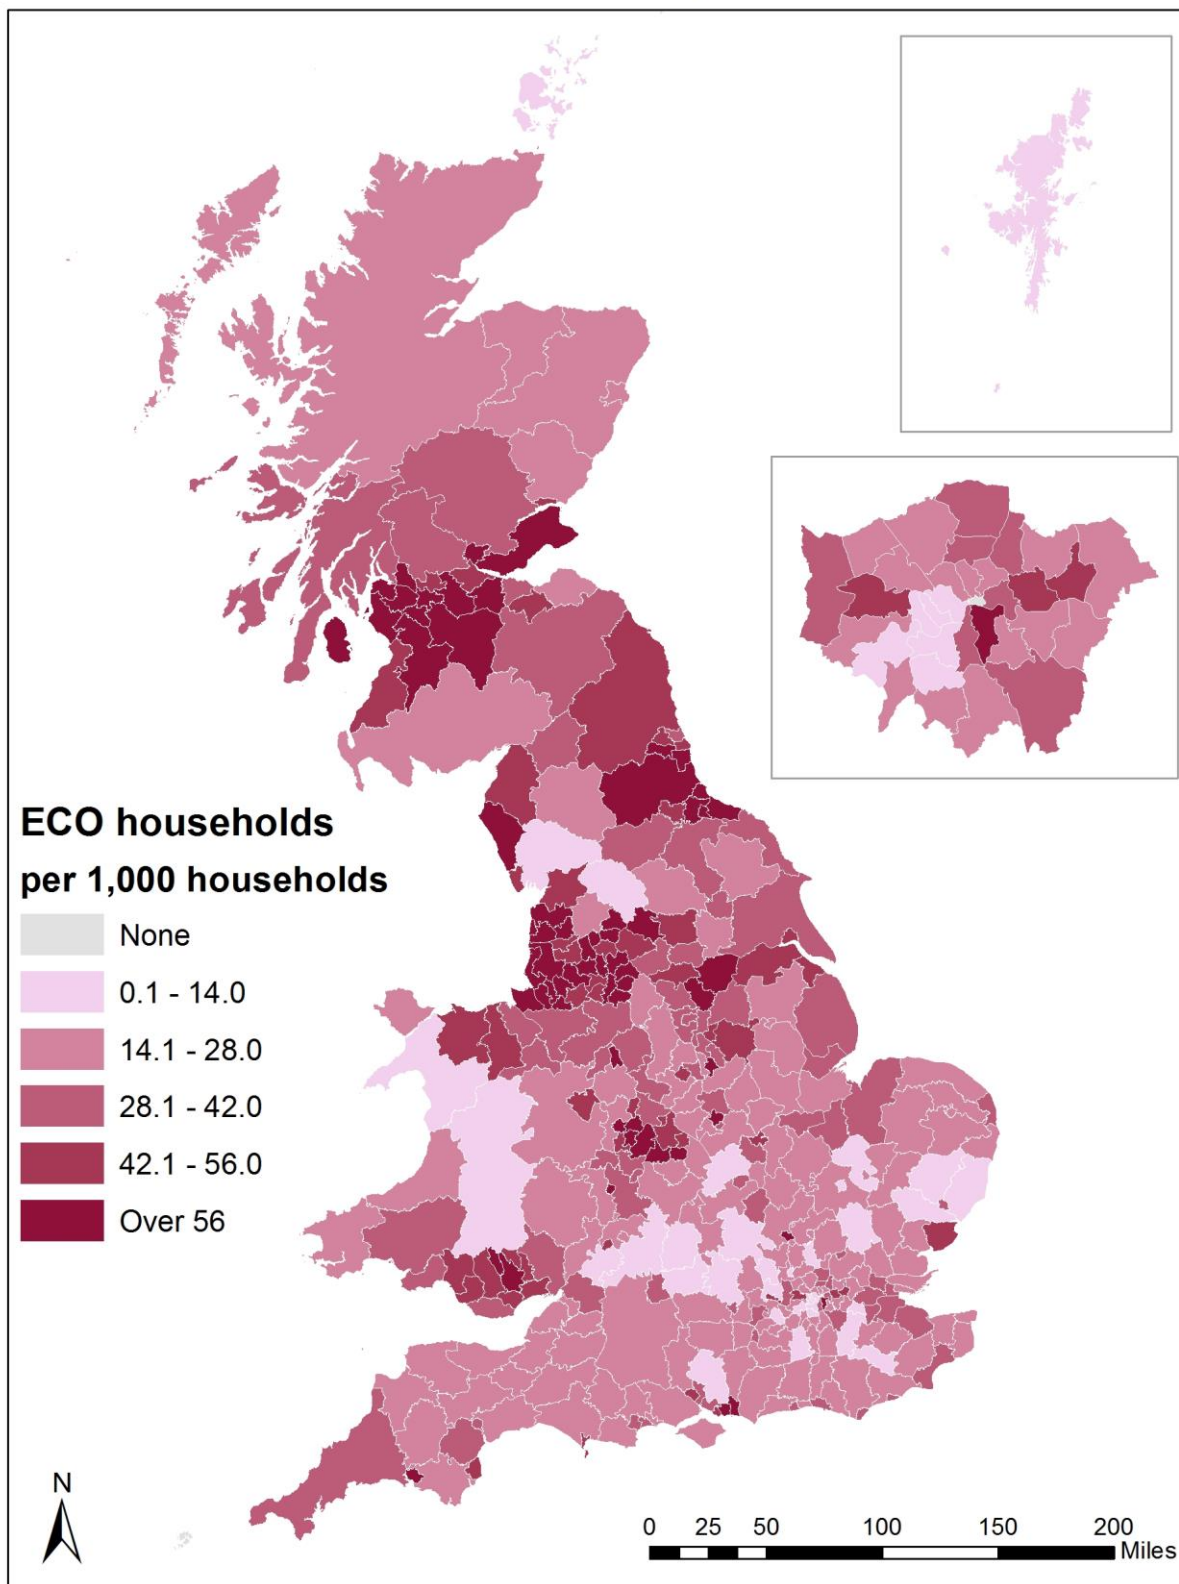 ECO households
per 1,000 households
None
0.1 - 14.0
14.1 - 28.0
28.1 - 42.0
42.1 - 56.0
Over 56
N
0 25 50 100 150 200
Miles